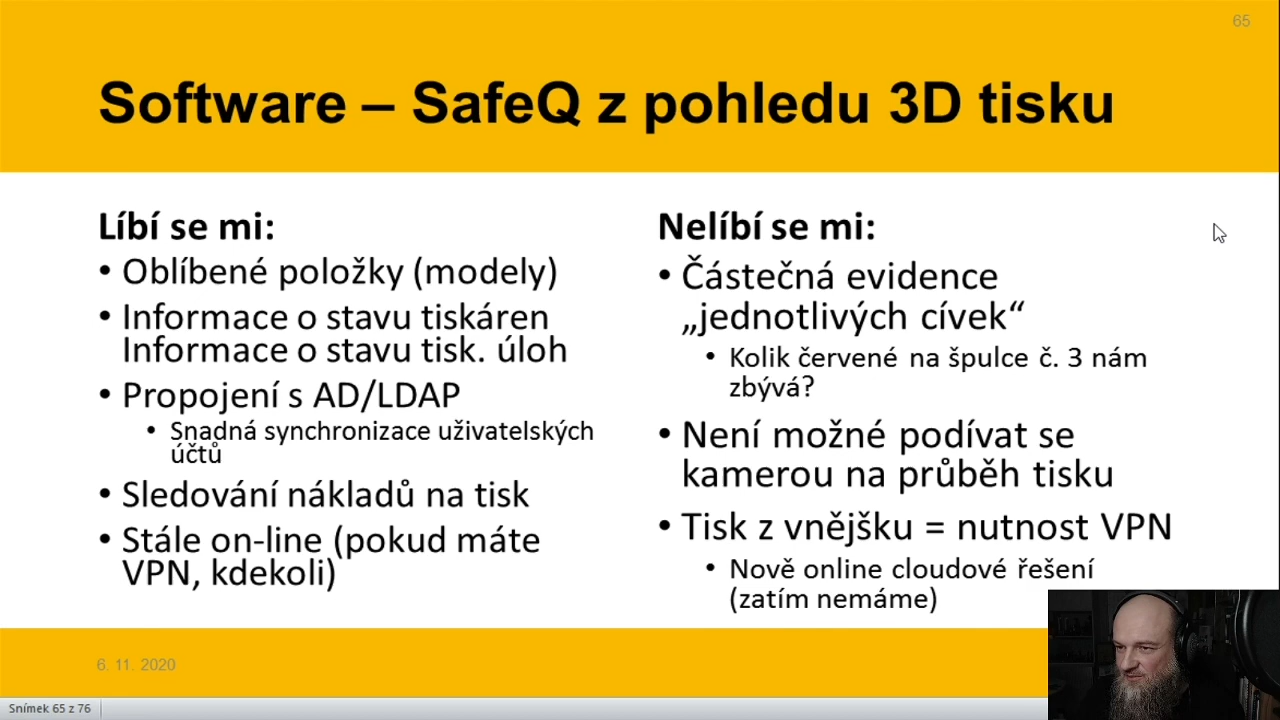 65
Software – SafeQ z pohledu 3D tisku
Líbí se mi:
• Oblíbené položky (modely)
• Informace o stavu tiskáren
Informace o stavu tisk. úloh
• Propojení s AD/LDAP
• Snadná synchronizace uživatelských
účtů
• Sledování nákladů na tisk
• Stále on-line (pokud máte
VPN, kdekoli)
Nelíbí se mi:
• Částečná evidence
„jednotlivých cívek“
• Kolik červené na špulce č. 3 nám
zbývá?
• Není možné podívat se
kamerou na průběh tisku
• Tisk z vnějšku = nutnost VPN
• Nově online cloudové řešení
(zatím nemáme)
6. 11. 2020
Snímek 65 z 76